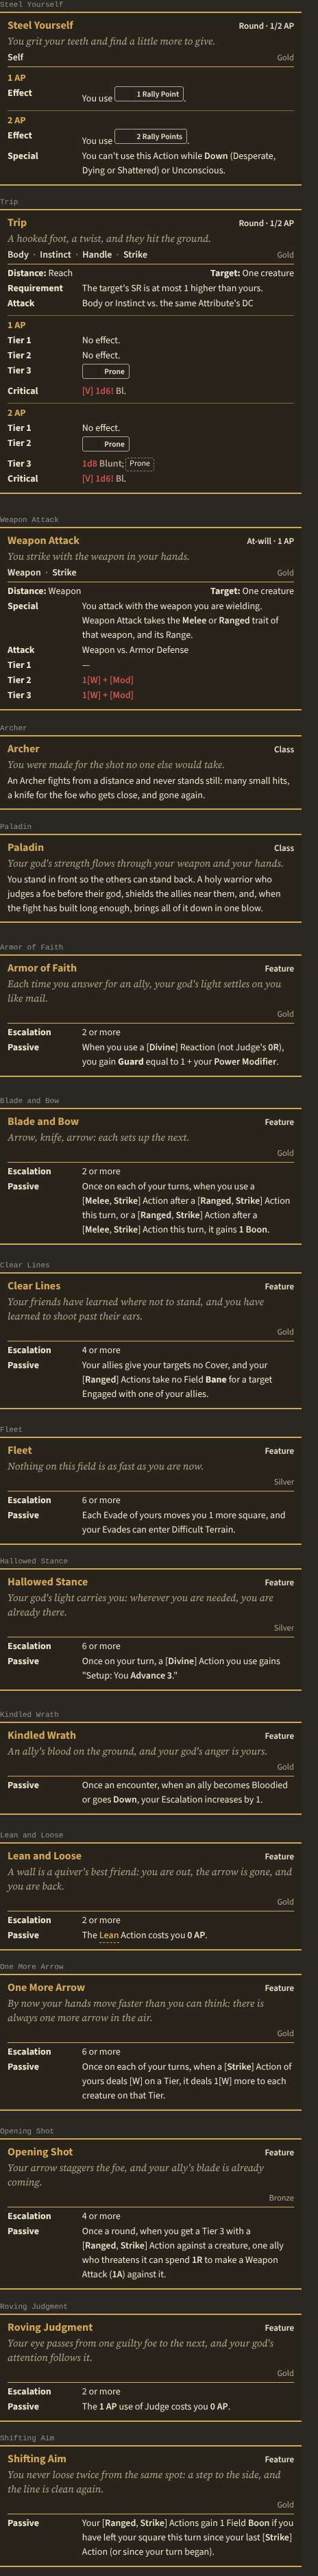 Steel Yourself
Steel Yourself Round · 1/2 AP
You grit your teeth and find a little more to give.
Self Gold
1 AP
Effect You use 1 Rally Point.
2 AP
Effect You use 2 Rally Points.
Special You can't use this Action while Down (Desperate,
Dying or Shattered) or Unconscious.
Trip
Trip Round · 1/2 AP
A hooked foot, a twist, and they hit the ground.
Body · Instinct · Handle · Strike Gold
Distance: Reach Target: One creature
Requirement The target's SR is at most 1 higher than yours.
Attack Body or Instinct vs. the same Attribute's DC
1 AP
Tier 1 No effect.
Tier 2 No effect.
Tier 3 Prone
Critical [V] 1d6! Bl.
2 AP
Tier 1 No effect.
Tier 2 Prone
Tier 3 1d8 Blunt; Prone
Critical [V] 1d6! Bl.
Weapon Attack
Weapon Attack At-will · 1 AP
You strike with the weapon in your hands.
Weapon · Strike Gold
Distance: Weapon Target: One creature
Special You attack with the weapon you are wielding.
Weapon Attack takes the Melee or Ranged trait of
that weapon, and its Range.
Attack Weapon vs. Armor Defense
Tier 1 —
Tier 2 1[W] + [Mod]
Tier 3 1[W] + [Mod]
Archer
Archer Class
You were made for the shot no one else would take.
An Archer fights from a distance and never stands still: many small hits,
a knife for the foe who gets close, and gone again.
Paladin
Paladin Class
Your god's strength flows through your weapon and your hands.
You stand in front so the others can stand back. A holy warrior who
judges a foe before their god, shields the allies near them, and, when
the fight has built long enough, brings all of it down in one blow.
Armor of Faith
Armor of Faith Feature
Each time you answer for an ally, your god's light settles on you
like mail.
Gold
Escalation 2 or more
Passive When you use a [Divine] Reaction (not Judge's 0R),
you gain Guard equal to 1 + your Power Modifier.
Blade and Bow
Blade and Bow Feature
Arrow, knife, arrow: each sets up the next.
Gold
Escalation 2 or more
Passive Once on each of your turns, when you use a
[Melee, Strike] Action after a [Ranged, Strike] Action
this turn, or a [Ranged, Strike] Action after a
[Melee, Strike] Action this turn, it gains 1 Boon.
Clear Lines
Clear Lines Feature
Your friends have learned where not to stand, and you have
learned to shoot past their ears.
Gold
Escalation 4 or more
Passive Your allies give your targets no Cover, and your
[Ranged] Actions take no Field Bane for a target
Engaged with one of your allies.
Fleet
Fleet Feature
Nothing on this field is as fast as you are now.
Silver
Escalation 6 or more
Passive Each Evade of yours moves you 1 more square, and
your Evades can enter Difficult Terrain.
Hallowed Stance
Hallowed Stance Feature
Your god's light carries you: wherever you are needed, you are
already there.
Silver
Escalation 6 or more
Passive Once on your turn, a [Divine] Action you use gains
"Setup: You Advance 3."
Kindled Wrath
Kindled Wrath Feature
An ally's blood on the ground, and your god's anger is yours.
Gold
Passive Once an encounter, when an ally becomes Bloodied
or goes Down, your Escalation increases by 1.
Lean and Loose
Lean and Loose Feature
A wall is a quiver's best friend: you are out, the arrow is gone, and
you are back.
Gold
Escalation 2 or more
Passive The Lean Action costs you 0 AP.
One More Arrow
One More Arrow Feature
By now your hands move faster than you can think: there is
always one more arrow in the air.
Gold
Escalation 6 or more
Passive Once on each of your turns, when a [Strike] Action of
yours deals [W] on a Tier, it deals 1[W] more to each
creature on that Tier.
Opening Shot
Opening Shot Feature
Your arrow staggers the foe, and your ally's blade is already
coming.
Bronze
Escalation 4 or more
Passive Once a round, when you get a Tier 3 with a
[Ranged, Strike] Action against a creature, one ally
who threatens it can spend 1R to make a Weapon
Attack (1A) against it.
Roving Judgment
Roving Judgment Feature
Your eye passes from one guilty foe to the next, and your god's
attention follows it.
Gold
Escalation 2 or more
Passive The 1 AP use of Judge costs you 0 AP.
Shifting Aim
Shifting Aim Feature
You never loose twice from the same spot: a step to the side, and
the line is clean again.
Gold
Passive Your [Ranged, Strike] Actions gain 1 Field Boon if you
have left your square this turn since your last [Strike]
Action (or since your turn began).